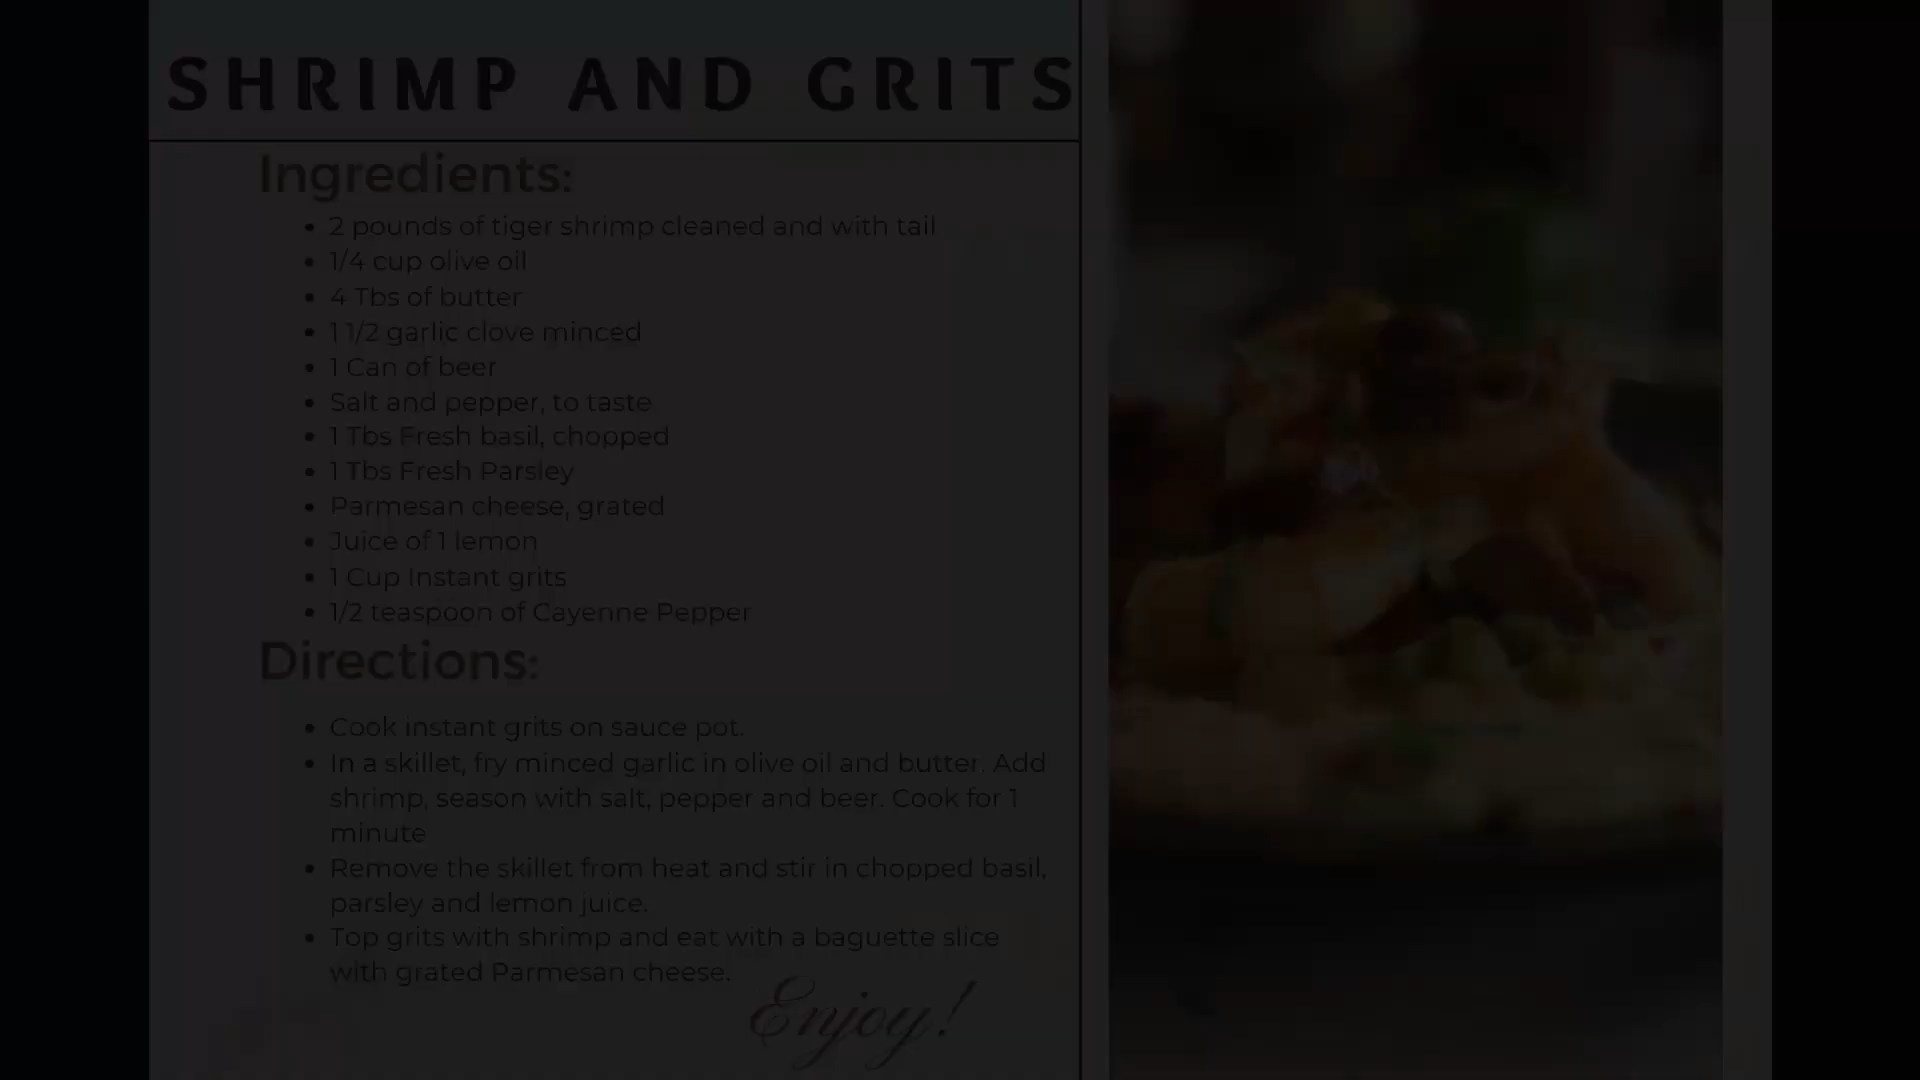 SHRIMP AND GRITS
Ingredients:
• 2 pounds of tiger shrimp cleaned and with tail
• 1/4 cup olive oil
• 4 Tbs of butter
• 1 1/2 garlic clove minced
• 1 Can of beer
• Salt and pepper, to taste
• 1 Tbs Fresh basil, chopped
• 1 Tbs Fresh Parsley
• Parmesan cheese, grated
• Juice of 1 lemon
• 1 Cup Instant grits
• 1/2 teaspoon of Cayenne Pepper
Directions:
• Cook instant grits on sauce pot.
• In a skillet, fry minced garlic in olive oil and butter. Add
shrimp, season with salt, pepper and beer. Cook for 1
minute
• Remove the skillet from heat and stir in chopped basil,
parsley and lemon juice.
• Top grits with shrimp and eat with a baguette slice
with grated Parmesan cheese.
Enjoy!